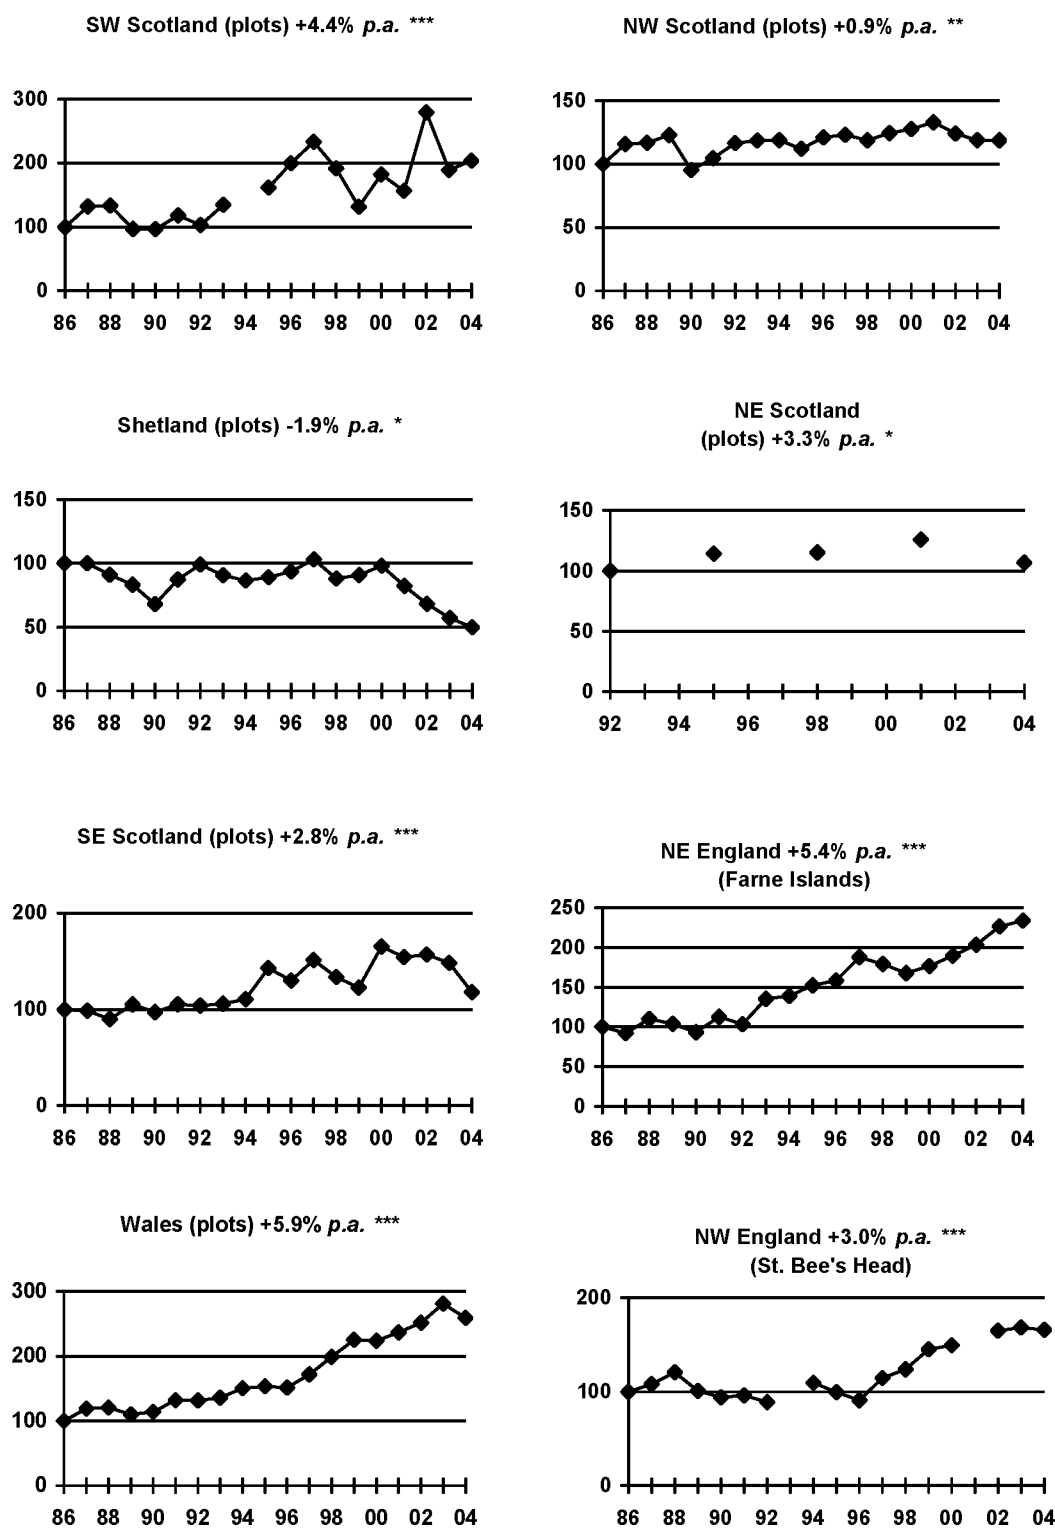 SW Scotland (plots) +4.4% p.a. ***
300
200
100
0
86 88 90 92 94 96 98 00 02 04
NW Scotland (plots) +0.9% p.a. **
150
100
50
0
86 88 90 92 94 96 98 00 02 04
Shetland (plots) -1.9% p.a. *
150
100
50
0
86 88 90 92 94 96 98 00 02 04
NE Scotland
(plots) +3.3% p.a. *
150
100
50
0
92 94 96 98 00 02 04
SE Scotland (plots) +2.8% p.a. ***
200
100
0
86 88 90 92 94 96 98 00 02 04
NE England +5.4% p.a. ***
(Farne Islands)
250
200
150
100
50
0
86 88 90 92 94 96 98 00 02 04
Wales (plots) +5.9% p.a. ***
300
200
100
0
86 88 90 92 94 96 98 00 02 04
NW England +3.0% p.a. ***
(St. Bee's Head)
200
100
0
86 88 90 92 94 96 98 00 02 04